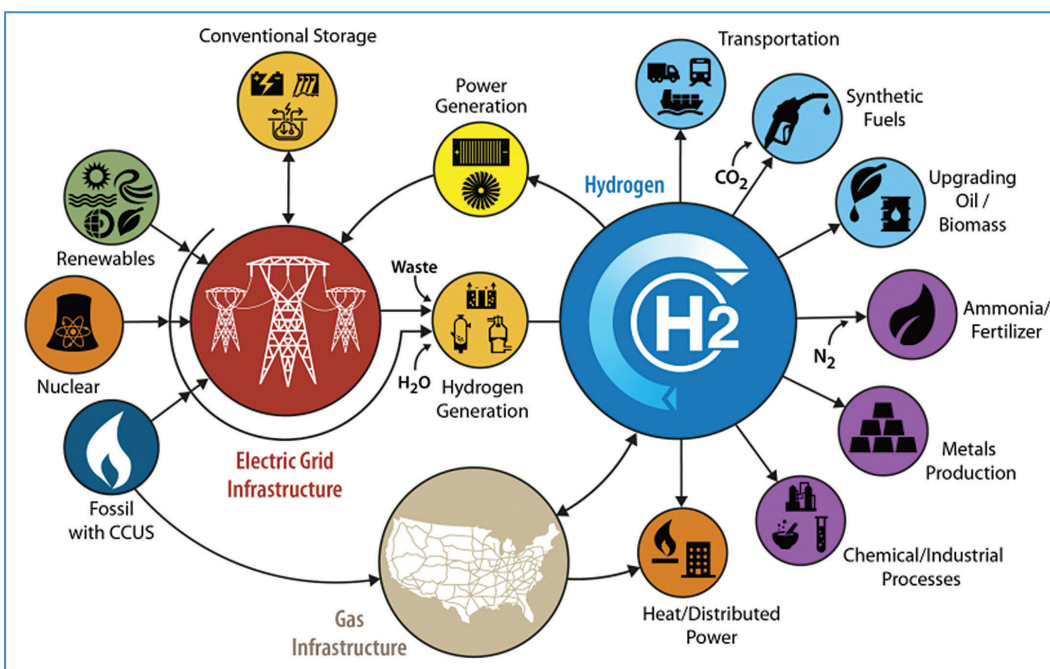 Conventional Storage
Transportation
Power
Generation
Synthetic
Fuels
CO2
Hydrogen
Upgrading
Oil /
Biomass
Renewables
Waste
H2
Ammonia/
Fertilizer
N2
Nuclear
H2O
Hydrogen
Generation
Electric Grid
Infrastructure
Metals
Production
Fossil
with CCUS
Chemical/Industrial
Processes
Gas
Infrastructure
Heat/Distributed
Power